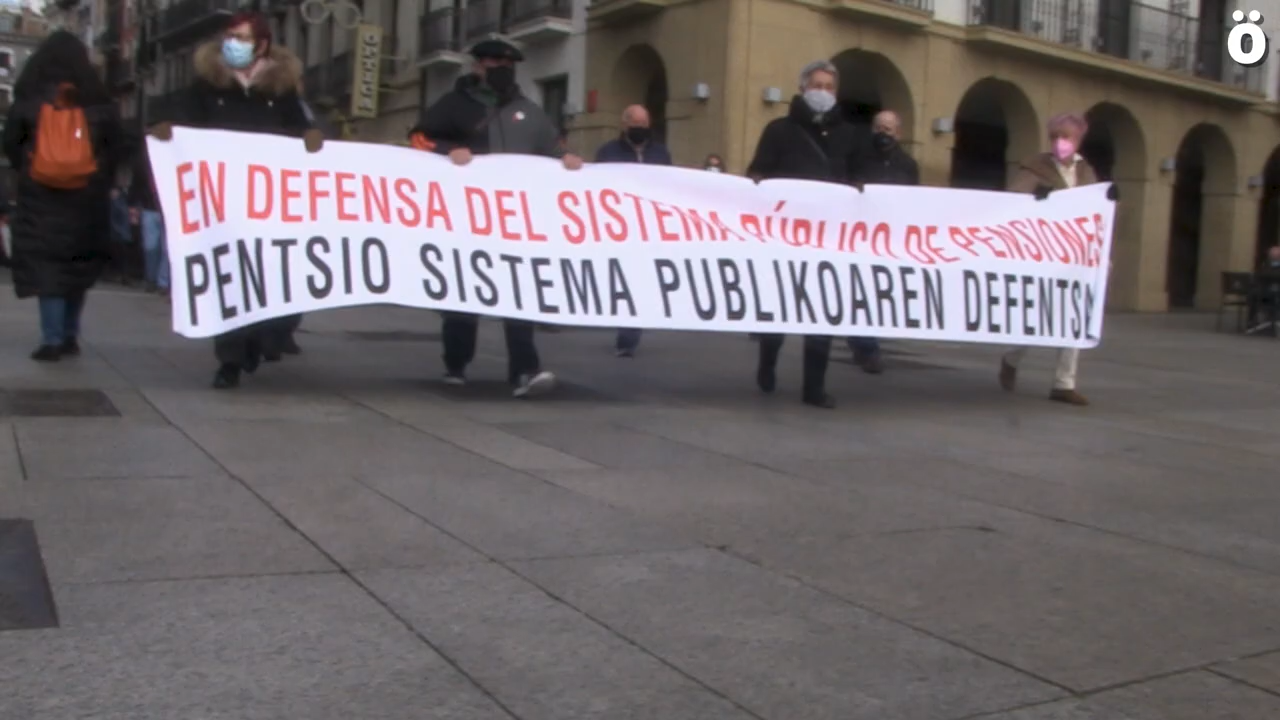 ö
EN DEFENSA DEL SISTEMA PÚBLICO DE PENSIONES
PENTSIO SISTEMA PUBLIKOAREN DEFENTSA